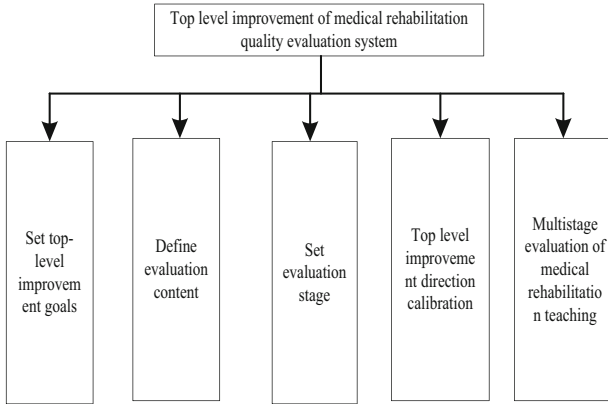 Top level improvement of medical rehabilitation
quality evaluation system
Set top-
level
improvem
ent goals
Define
evaluation
content
Set
evaluation
stage
Top level
improveme
nt direction
calibration
Multistage
evaluation of
medical
rehabilitatio
n teaching